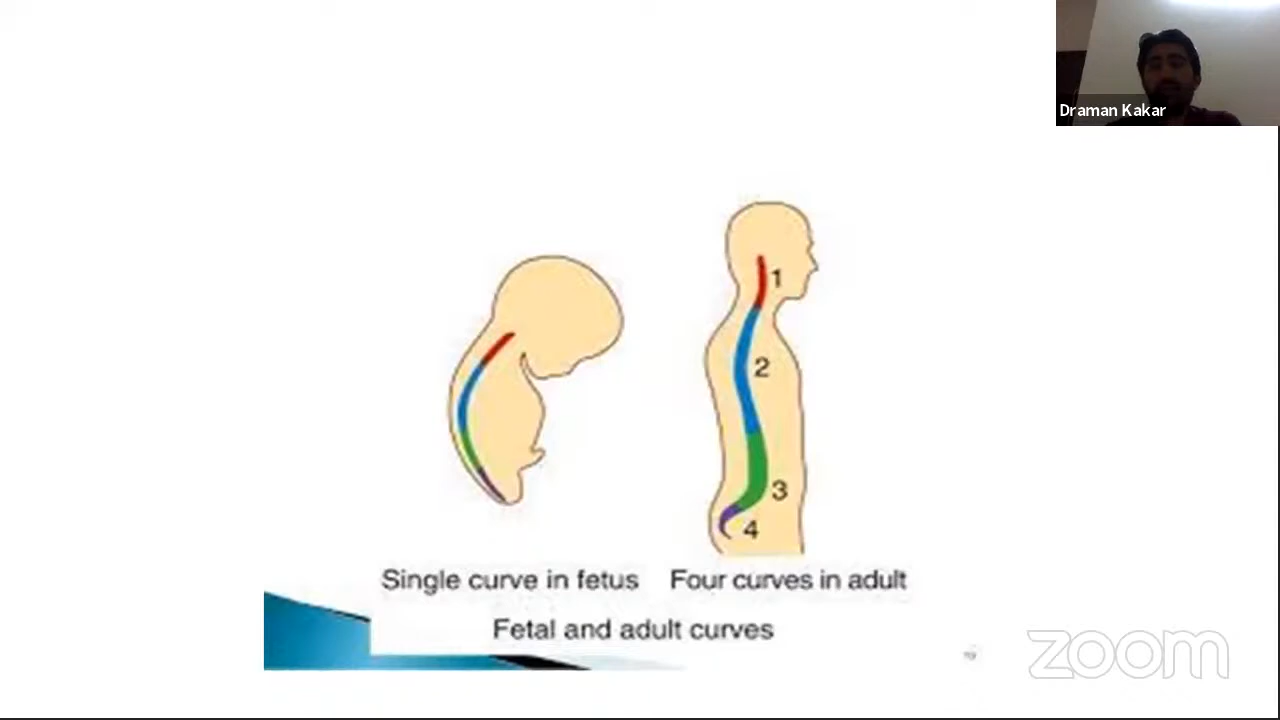 Draman Kakar
1
2
3
4
Single curve in fetus
Four curves in adult
Fetal and adult curves
zoom